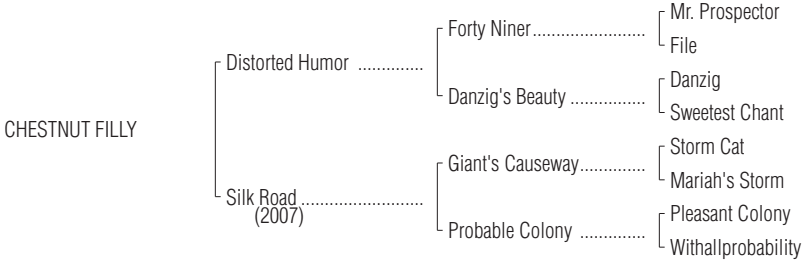 Mr. Prospector
Forty Niner........................
File
Distorted Humor ..............
Danzig
Danzig's Beauty ................
Sweetest Chant
CHESTNUT FILLY
Storm Cat
Giant's Causeway..............
Mariah's Storm
Silk Road ..........................
(2007)
Pleasant Colony
Probable Colony ..............
Withallprobability